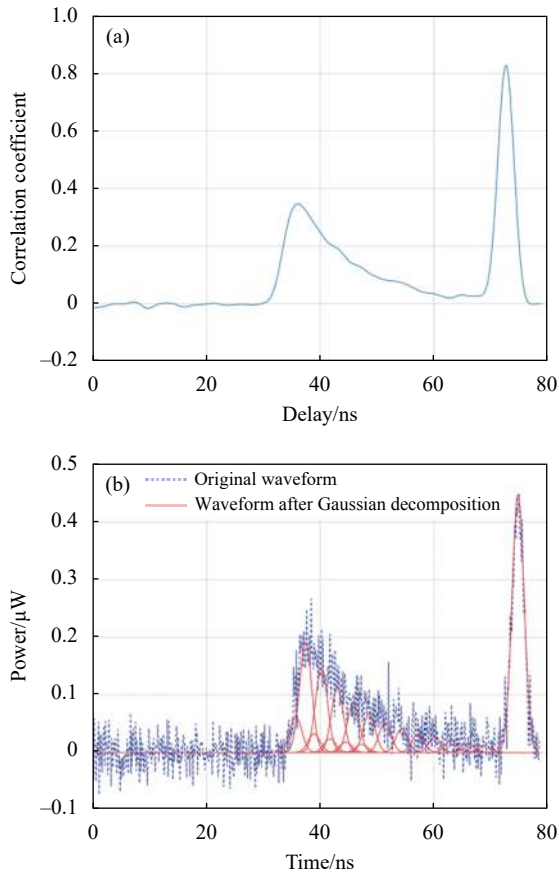 (a)
Correlation coefficient
1.0
0.8
0.6
0.4
0.2
0
–0.2
0 20 40 60 80
Delay/ns
(b)
Original waveform
Waveform after Gaussian decomposition
Power/μW
0.5
0.4
0.3
0.2
0.1
0
–0.1
0 20 40 60 80
Time/ns